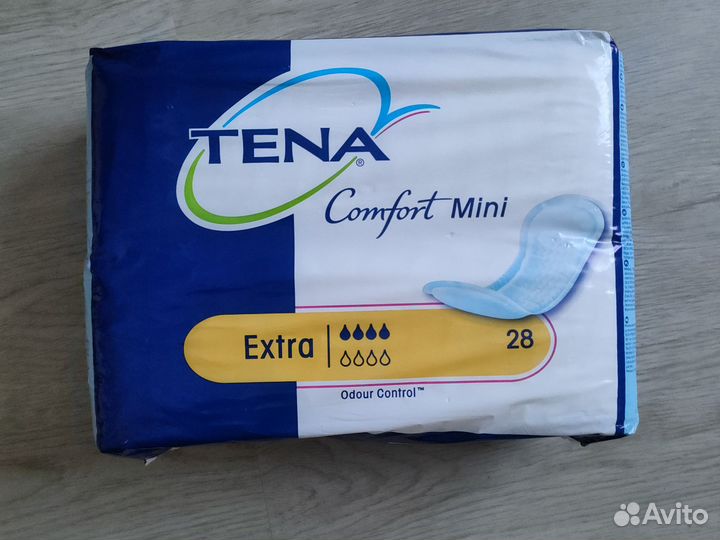 TENA®
Comfort Mini
Extra 28
Odour Control™
Avito